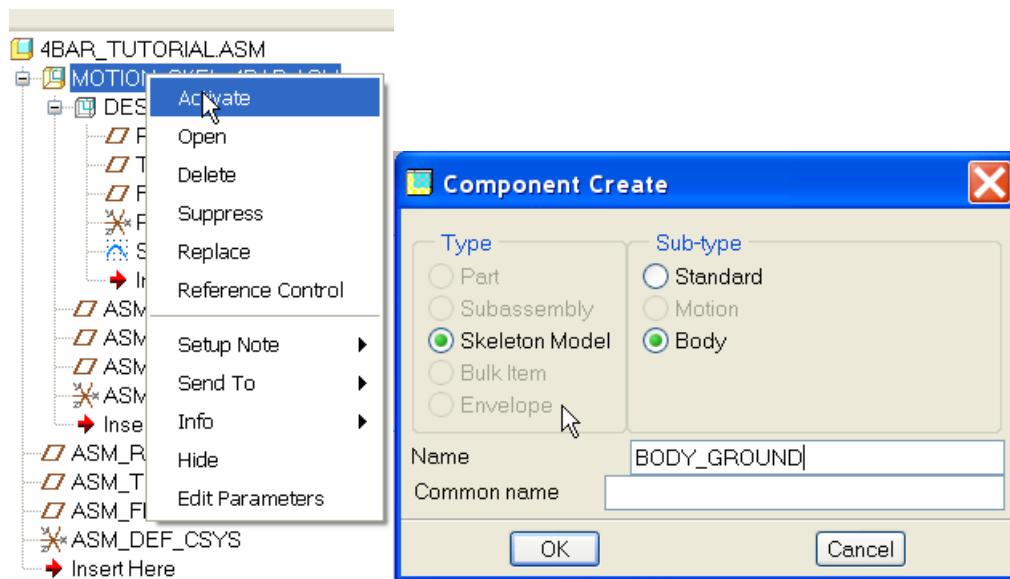 4BAR_TUTORIAL.ASM
MOTION_SKEL_4BAR.ASM
DES
Activate
Open
Delete
Suppress
Replace
Reference Control
Setup Note
Send To
Info
Hide
Edit Parameters
ASM
ASM
ASM
ASM
Inse
ASM_R
ASM_T
ASM_F
ASM_DEF_CSYS
Insert Here
Component Create
Type
Part
Subassembly
Skeleton Model
Bulk Item
Envelope
Sub-type
Standard
Motion
Body
Name
BODY_GROUND
Common name
OK
Cancel